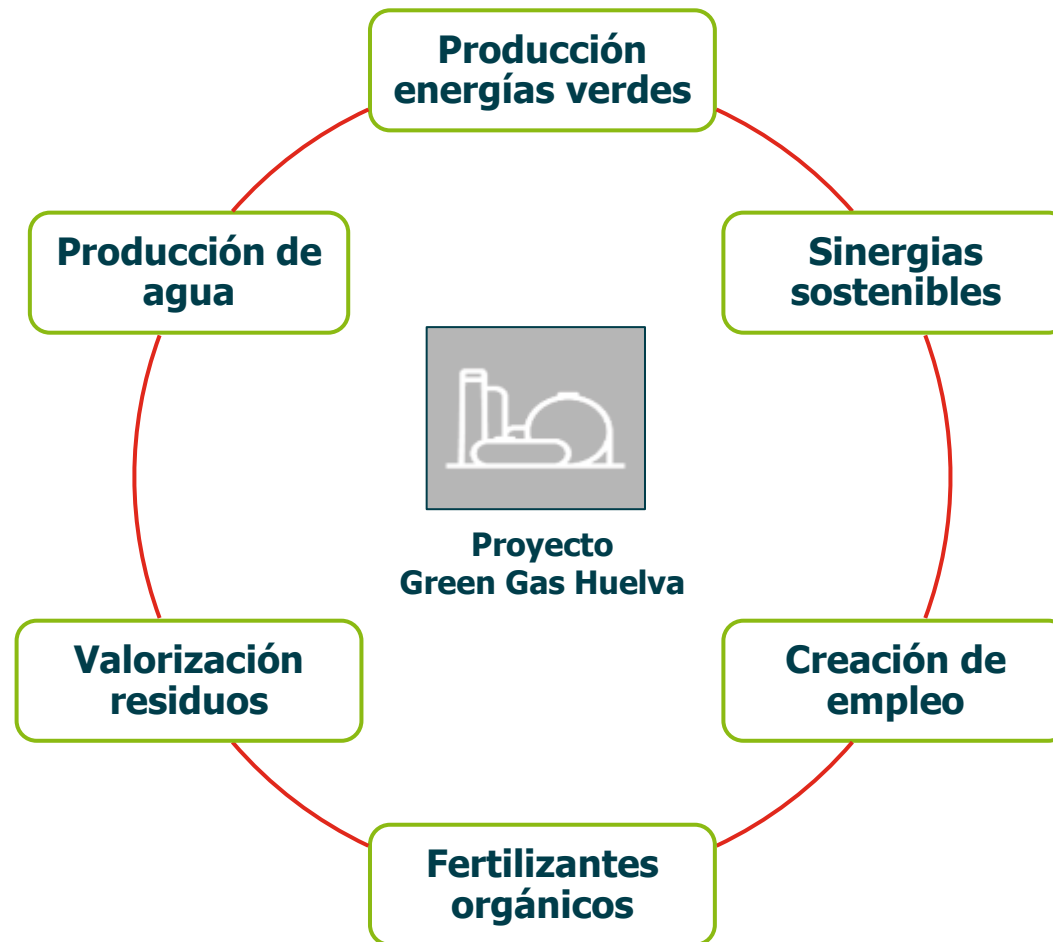 Producción
energías verdes
Producción de
agua
Sinergias
sostenibles
Proyecto
Green Gas Huelva
Valorización
residuos
Creación de
empleo
Fertilizantes
orgánicos